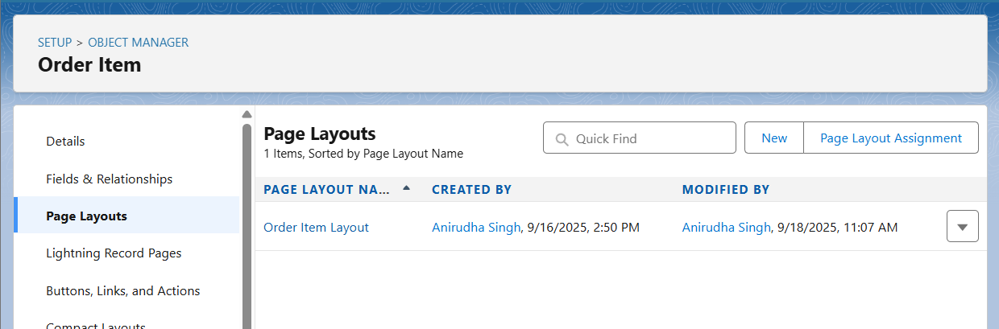 SETUP > OBJECT MANAGER
Order Item
Details
Fields & Relationships
Page Layouts
Lightning Record Pages
Buttons, Links, and Actions
Compact Layouts
Page Layouts
1 Items, Sorted by Page Layout Name
Quick Find
New
Page Layout Assignment
PAGE LAYOUT NA... CREATED BY MODIFIED BY
Order Item Layout Anirudha Singh, 9/16/2025, 2:50 PM Anirudha Singh, 9/18/2025, 11:07 AM